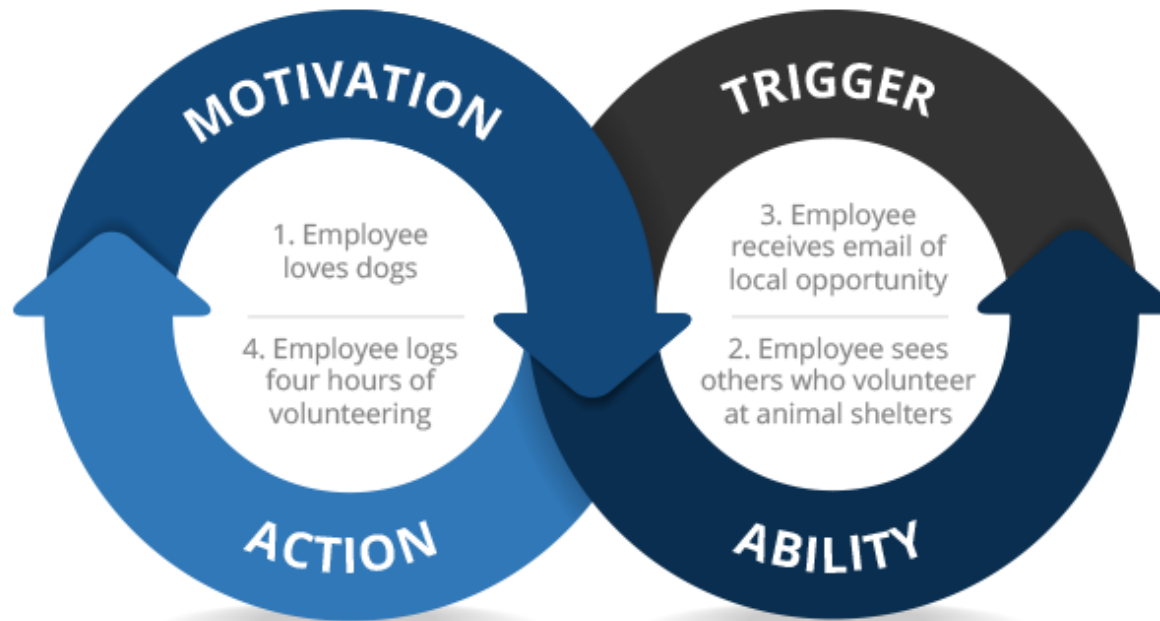 MOTIVATION
TRIGGER
1. Employee
loves dogs
3. Employee
receives email of
local opportunity
4. Employee logs
four hours of
volunteering
2. Employee sees
others who volunteer
at animal shelters
ACTION
ABILITY